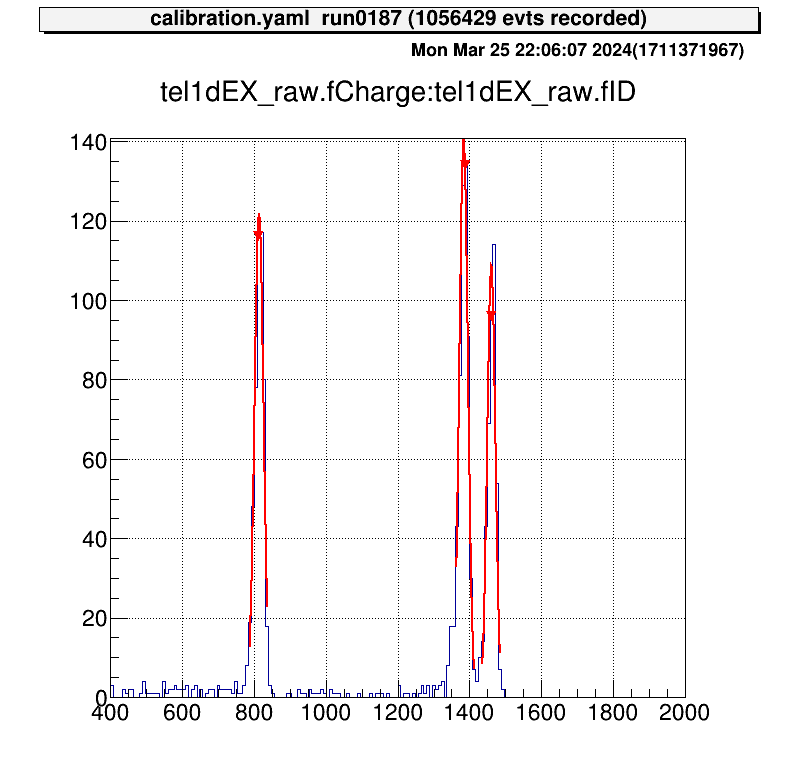 calibration.yaml  run0187 (1056429 evts recorded)
Mon Mar 25 22:06:07 2024(1711371967)
tel1dEX_raw.fCharge:tel1dEX_raw.fID
140
120
100
80
60
40
20
0
400 600 800 1000 1200 1400 1600 1800 2000